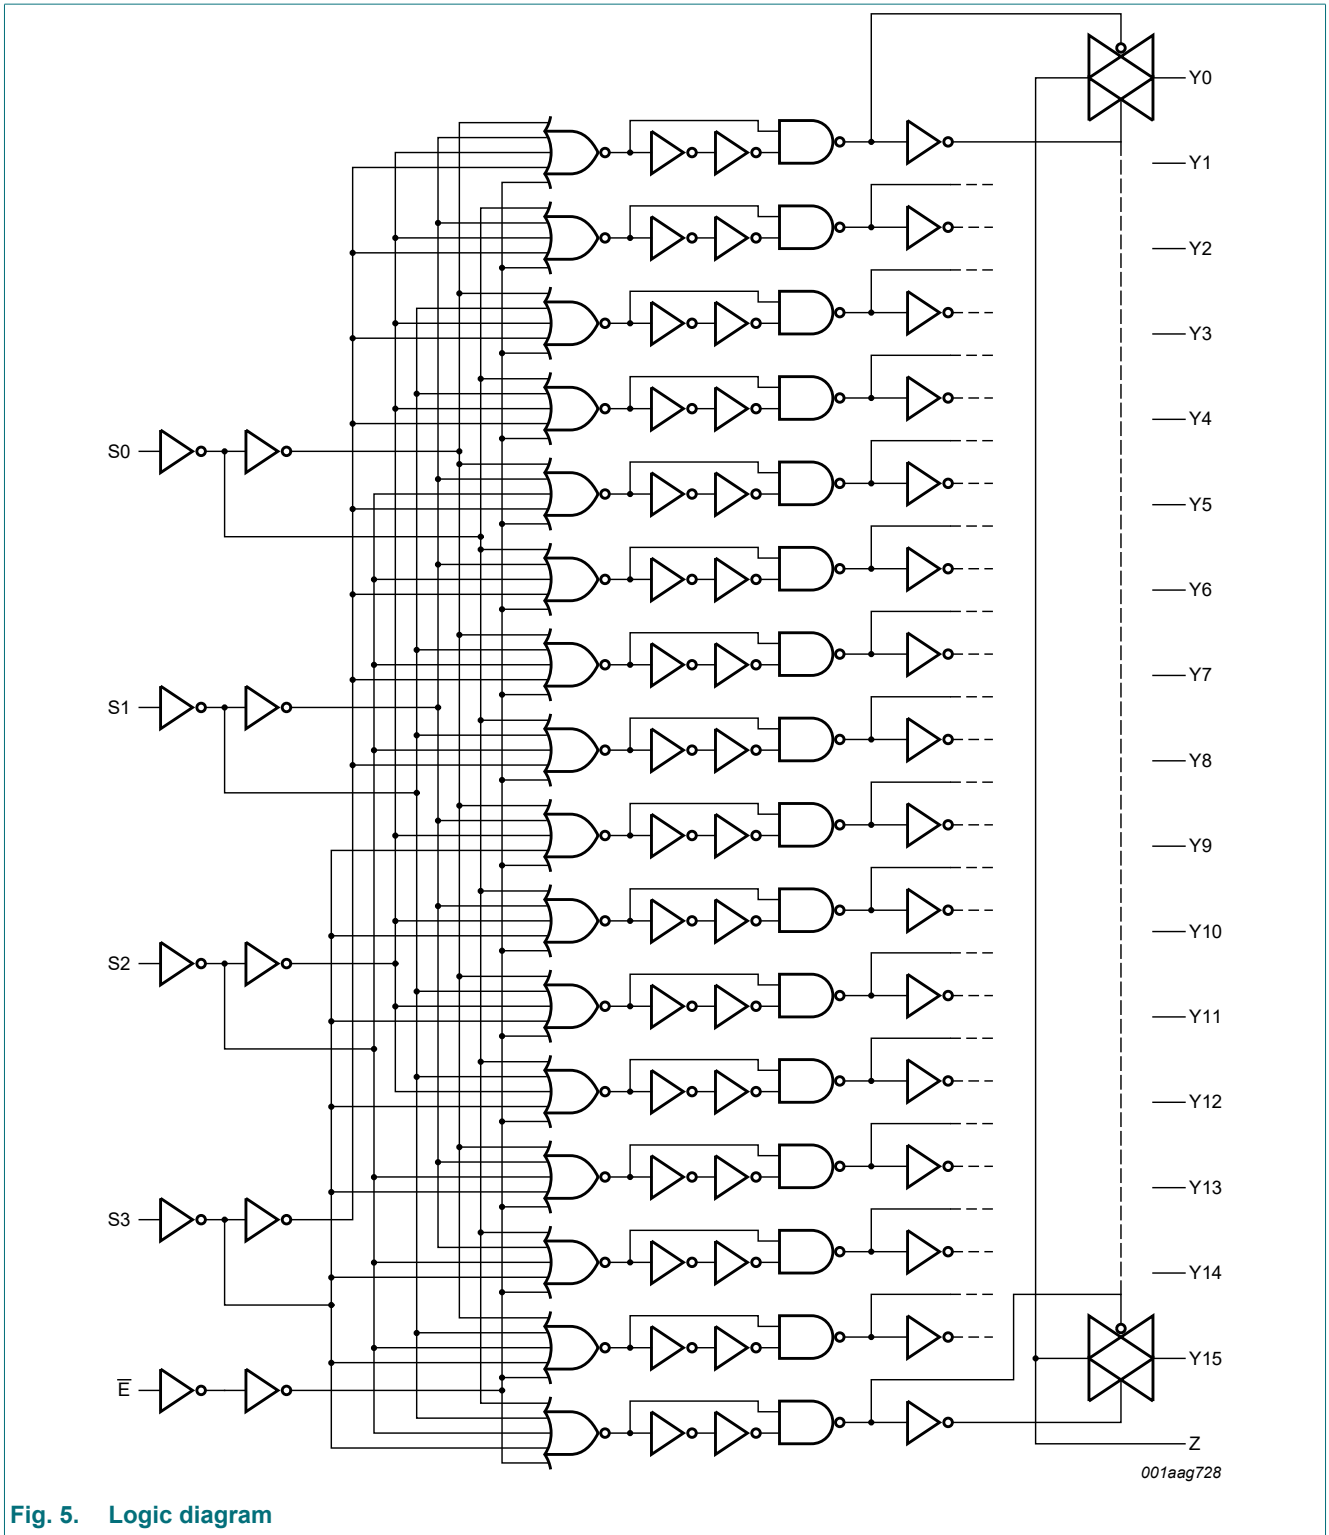 Y0
Y1
Y2
Y3
Y4
S0
Y5
Y6
Y7
S1
Y8
Y9
Y10
S2
Y11
Y12
Y13
S3
Y14
Y15
E̅
Z
001aag728
Fig. 5. Logic diagram